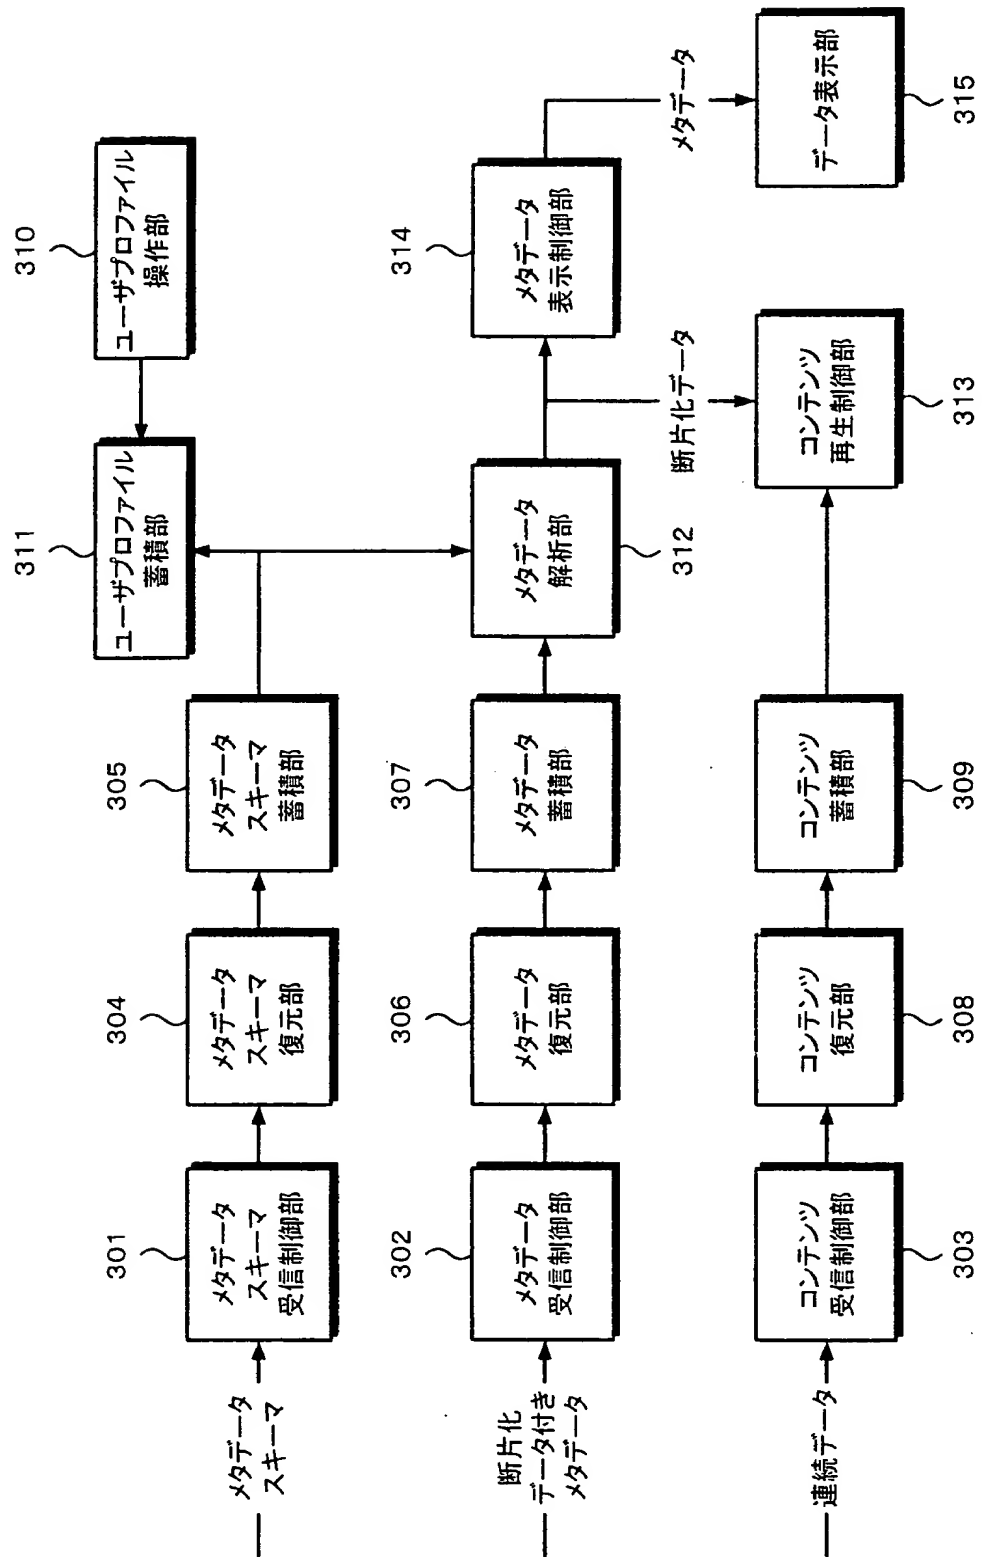 メタデータ
スキーマ
301
メタデータ
スキーマ
受信制御部
304
メタデータ
スキーマ
復元部
305
メタデータ
スキーマ
蓄積部
311
ユーザプロファイル
蓄積部
310
ユーザプロファイル
操作部
断片化
データ付き
メタデータ
302
メタデータ
受信制御部
306
メタデータ
復元部
307
メタデータ
蓄積部
312
メタデータ
解析部
314
メタデータ
表示制御部
断片化データ
メタデータ
連続データ
303
コンテンツ
受信制御部
308
コンテンツ
復元部
309
コンテンツ
蓄積部
313
コンテンツ
再生制御部
315
データ表示部